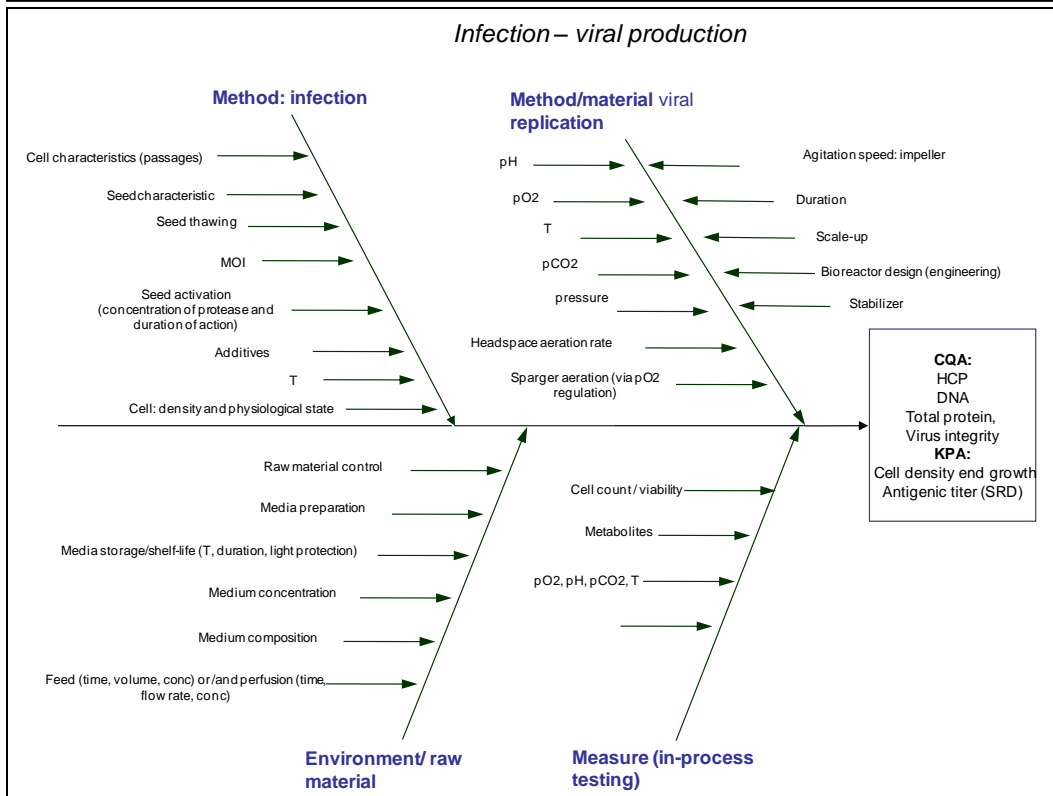 Infection – viral production
Method: infection
Cell characteristics (passages)
Seed characteristic
Seed thawing
MOI
Seed activation
(concentration of protease and
duration of action)
Additives
T
Cell: density and physiological state
Method/material viral
replication
pH
pO2
T
pCO2
pressure
Headspace aeration rate
Sparger aeration (via pO2
regulation)
Agitation speed: impeller
Duration
Scale-up
Bioreactor design (engineering)
Stabilizer
CQA:
HCP
DNA
Total protein,
Virus integrity
KPA:
Cell density end growth
Antigenic titer (SRD)
Raw material control
Media preparation
Media storage/shelf-life (T, duration, light protection)
Medium concentration
Medium composition
Feed (time, volume, conc) or/and perfusion (time,
flow rate, conc)
Environment/ raw
material
Cell count / viability
Metabolites
pO2, pH, pCO2, T
Measure (in-process
testing)